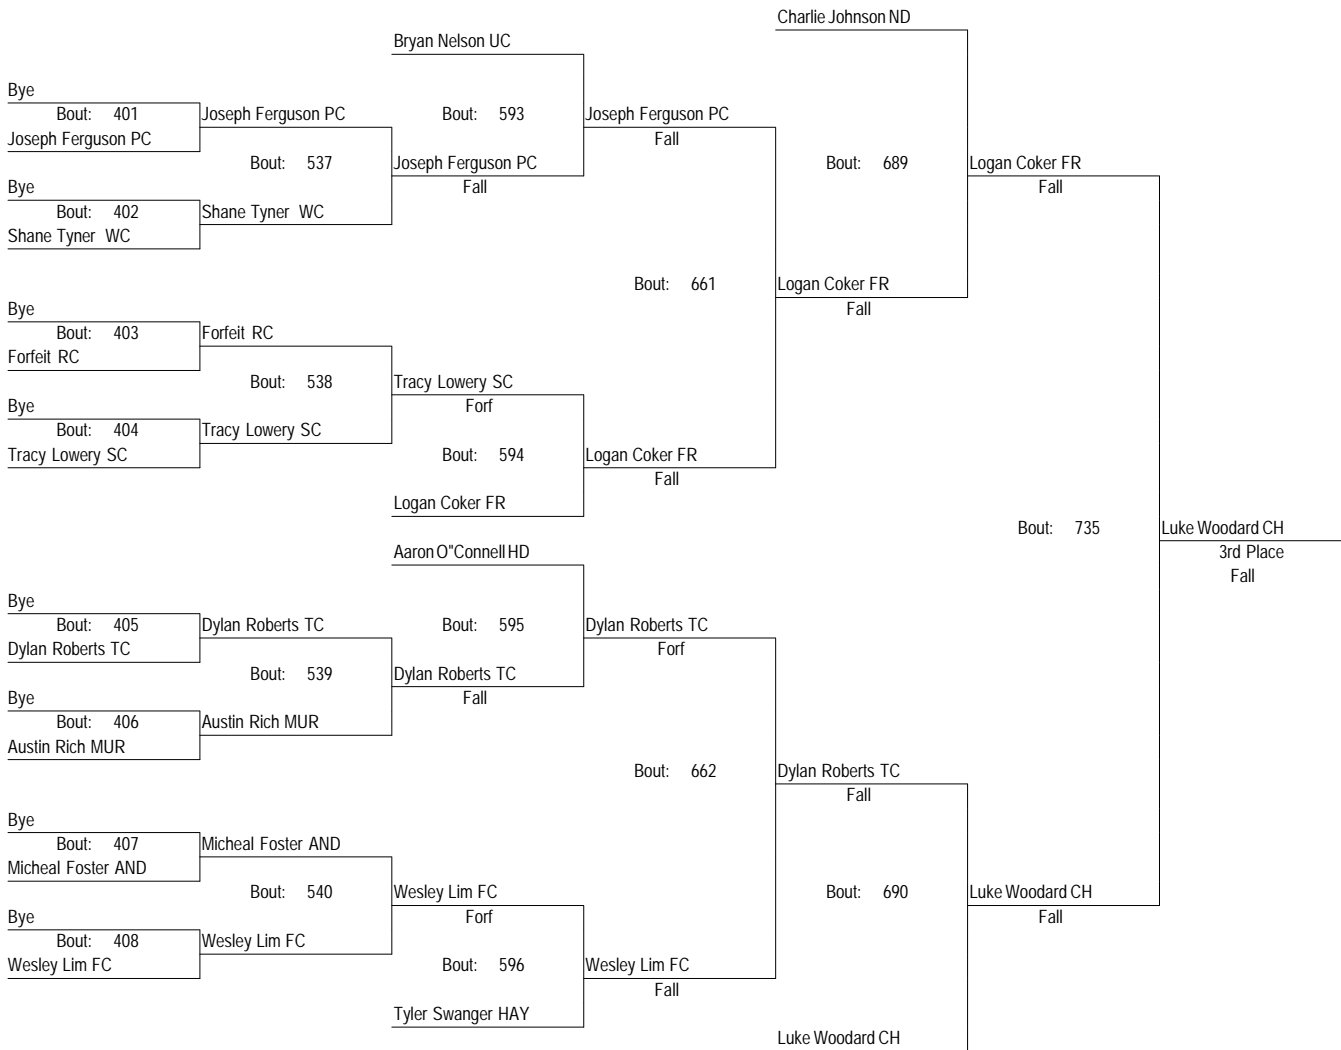 Charlie Johnson ND
Bryan Nelson UC
Bye
Bout: 401
Joseph Ferguson PC
Joseph Ferguson PC
Bout: 593
Joseph Ferguson PC
Fall
Bout: 537
Joseph Ferguson PC
Fall
Bout: 689
Logan Coker FR
Fall
Bye
Bout: 402
Shane Tyner WC
Shane Tyner WC
Bout: 661
Logan Coker FR
Fall
Bye
Bout: 403
Forfeit RC
Forfeit RC
Bout: 538
Tracy Lowery SC
Forf
Bye
Bout: 404
Tracy Lowery SC
Tracy Lowery SC
Bout: 594
Logan Coker FR
Fall
Logan Coker FR
Bout: 735
Luke Woodard CH
3rd Place
Fall
Aaron O"Connell HD
Bye
Bout: 405
Dylan Roberts TC
Dylan Roberts TC
Bout: 595
Dylan Roberts TC
Forf
Bout: 539
Dylan Roberts TC
Fall
Bye
Bout: 406
Austin Rich MUR
Austin Rich MUR
Bout: 662
Dylan Roberts TC
Fall
Bye
Bout: 407
Micheal Foster AND
Micheal Foster AND
Bout: 540
Wesley Lim FC
Forf
Bout: 690
Luke Woodard CH
Fall
Bye
Bout: 408
Wesley Lim FC
Wesley Lim FC
Bout: 596
Wesley Lim FC
Fall
Tyler Swanger HAY
Luke Woodard CH